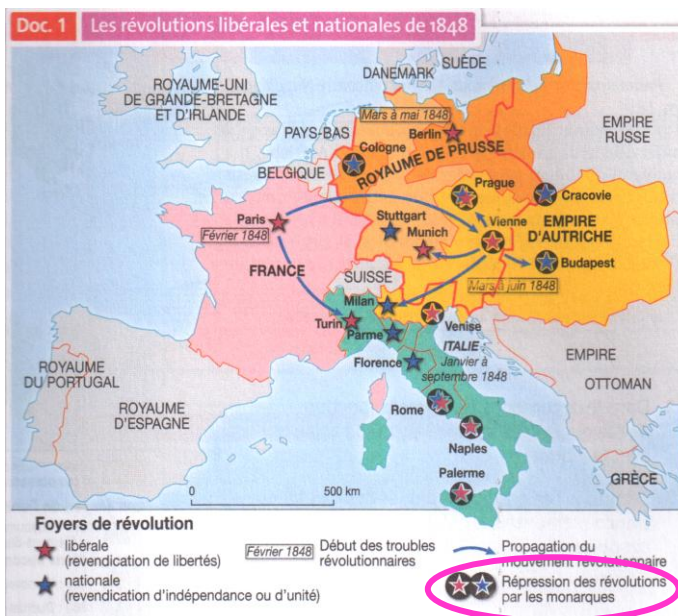 Doc. 1 Les révolutions libérales et nationales de 1848
SUÈDE
DANEMARK
ROYAUME-UNI
DE GRANDE-BRETAGNE
ET D'IRLANDE
Mars à mai 1848
Berlin
EMPIRE
RUSSE
PAYS-BAS
Cologne
ROYAUME DE PRUSSE
BELGIQUE
Prague
Cracovie
Paris
Février 1848
Stuttgart
Munich
Vienne
EMPIRE
D'AUTRICHE
Budapest
FRANCE
SUISSE
Mars à juin 1848
Milan
Turin
Venise
Parme
ITALIE
Janvier à
septembre 1848
Florence
EMPIRE
OTTOMAN
ROYAUME
DU PORTUGAL
ROYAUME
D'ESPAGNE
Rome
Naples
GRÈCE
Palerme
0 500 km
Foyers de révolution
libérale
(revendication de libertés)
nationale
(revendication d'indépendance ou d'unité)
Février 1848
Début des troubles
révolutionnaires
Propagation du
mouvement révolutionnaire
Répression des révolutions
par les monarques